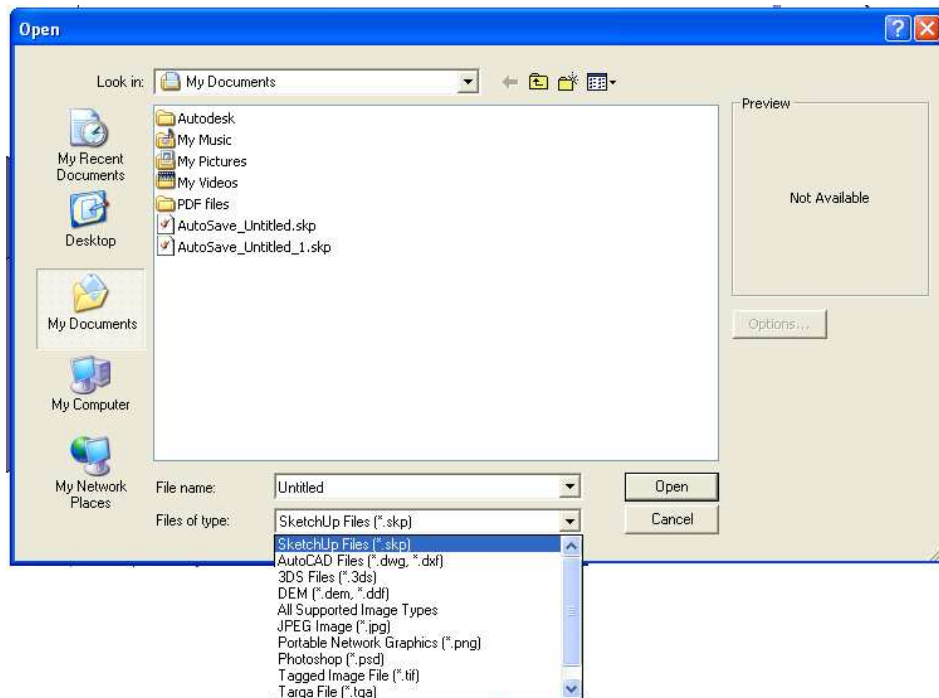 Open
Look in:
My Documents
My Recent
Documents
Desktop
My Documents
My Computer
My Network
Places
Autodesk
My Music
My Pictures
My Videos
PDF files
AutoSave_Untitled.skp
AutoSave_Untitled_1.skp
Preview
Not Available
Options...
File name:
Untitled
Open
Files of type:
SketchUp Files (*.skp)
Cancel
SketchUp Files (*.skp)
AutoCAD Files (*.dwg, *.dxf)
3DS Files (*.3ds)
DEM (*.dem, *.ddf)
All Supported Image Types
JPEG Image (*.jpg)
Portable Network Graphics (*.png)
Photoshop (*.psd)
Tagged Image File (*.tif)
Targa File (*.tga)